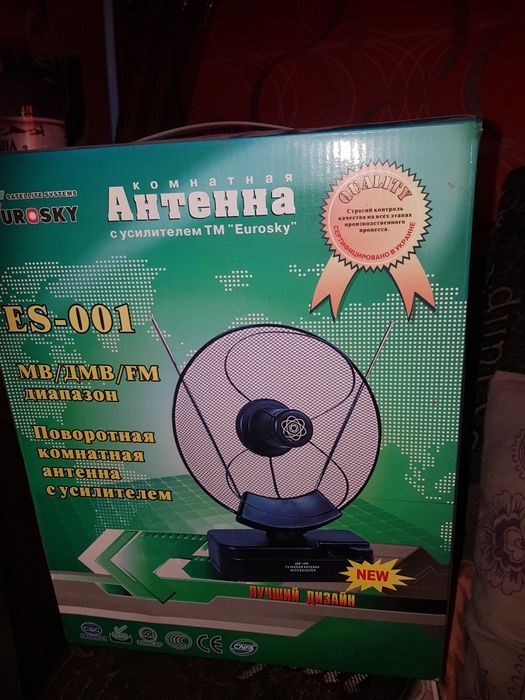 SATELLITE SYSTEMS
EUROSKY
комнатная
Антенна
с усилителем ТМ "Eurosky"
QUALITY
Строгий контроль
качества на всех этапах
производственного
процесса.
СЕРТИФИЦИРОВАНО В УКРАИНЕ
ES-001
МВ/ДМВ/FM
диапазон
Поворотная
комнатная
антенна
с усилителем
NEW
ЛУЧШИЙ ДИЗАЙН
CE